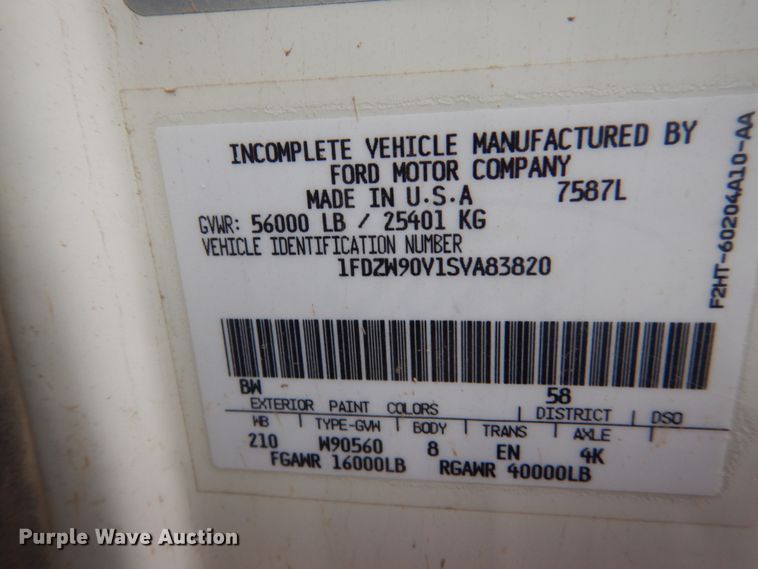 INCOMPLETE VEHICLE MANUFACTURED BY
FORD MOTOR COMPANY
MADE IN U.S.A 7587L
GVWR: 56000 LB / 25401 KG
VEHICLE IDENTIFICATION NUMBER
1FDZW90V1SVA83820
F2HT-60204A10-AA
BW 58
EXTERIOR PAINT COLORS DISTRICT DSO
WB TYPE-GVW BODY TRANS AXLE
210 W90560 8 EN 4K
FGAWR 16000LB RGAWR 40000LB
Purple Wave Auction